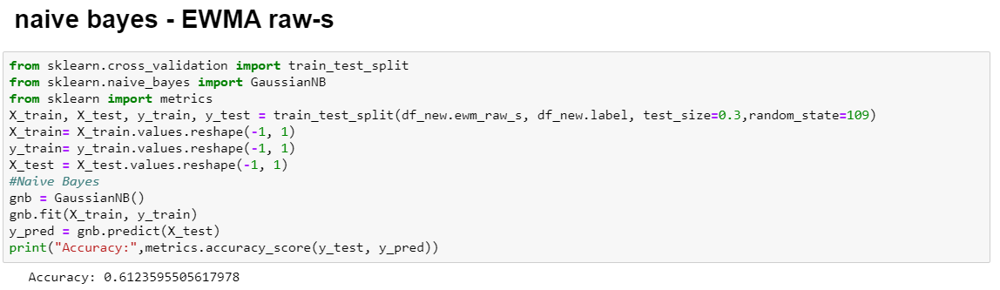 naive bayes - EWMA raw-s
from sklearn.cross_validation import train_test_split
from sklearn.naive_bayes import GaussianNB
from sklearn import metrics
X_train, X_test, y_train, y_test = train_test_split(df_new.ewm_raw_s, df_new.label, test_size=0.3,random_state=109)
X_train= X_train.values.reshape(-1, 1)
y_train= y_train.values.reshape(-1, 1)
X_test = X_test.values.reshape(-1, 1)
#Naive Bayes
gnb = GaussianNB()
gnb.fit(X_train, y_train)
y_pred = gnb.predict(X_test)
print("Accuracy:",metrics.accuracy_score(y_test, y_pred))
Accuracy: 0.6123595505617978